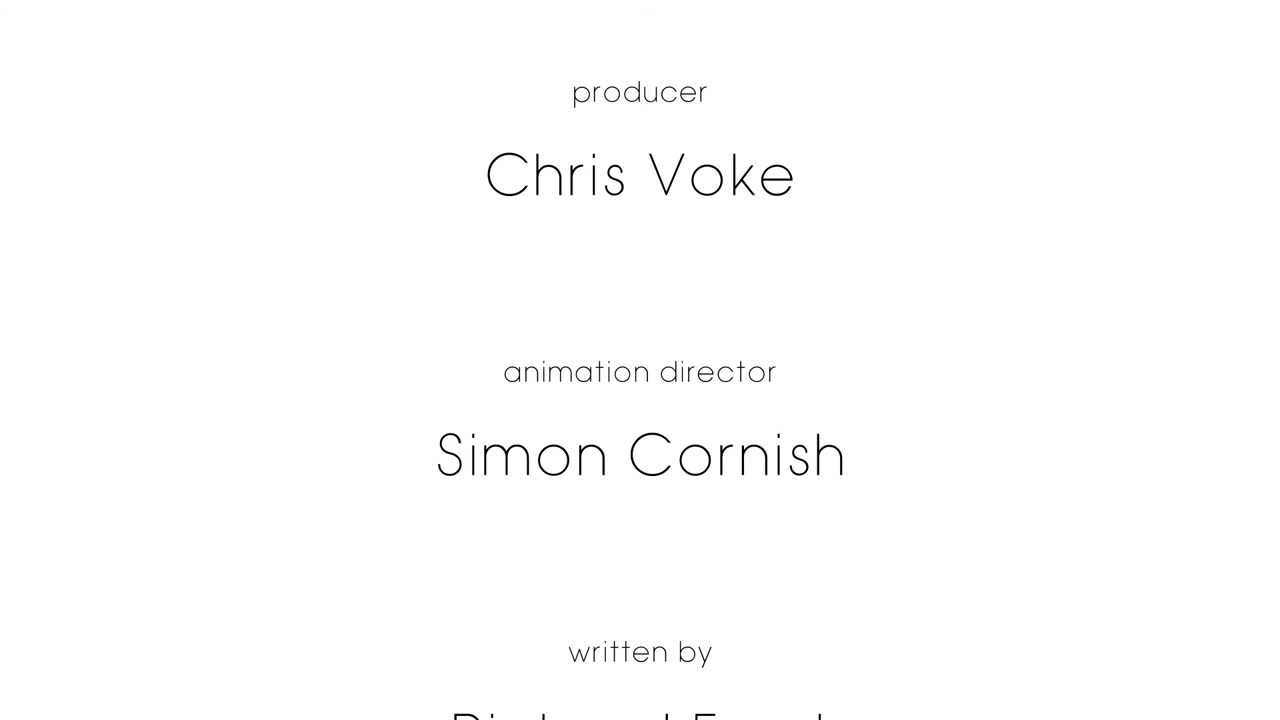 producer
Chris Voke
animation director
Simon Cornish
written by